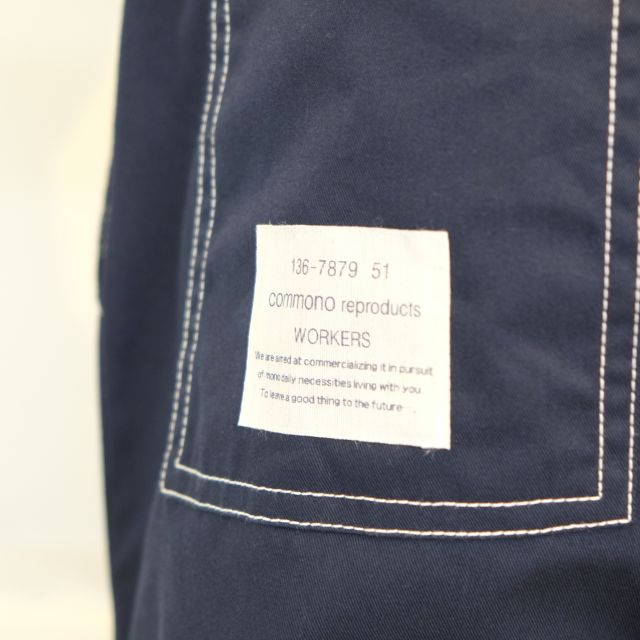 136-7879 51
commono reproducts
WORKERS
We are aimed at commercializing it in pursuit
of mono daily necessities living with you
To leave a good thing to the future